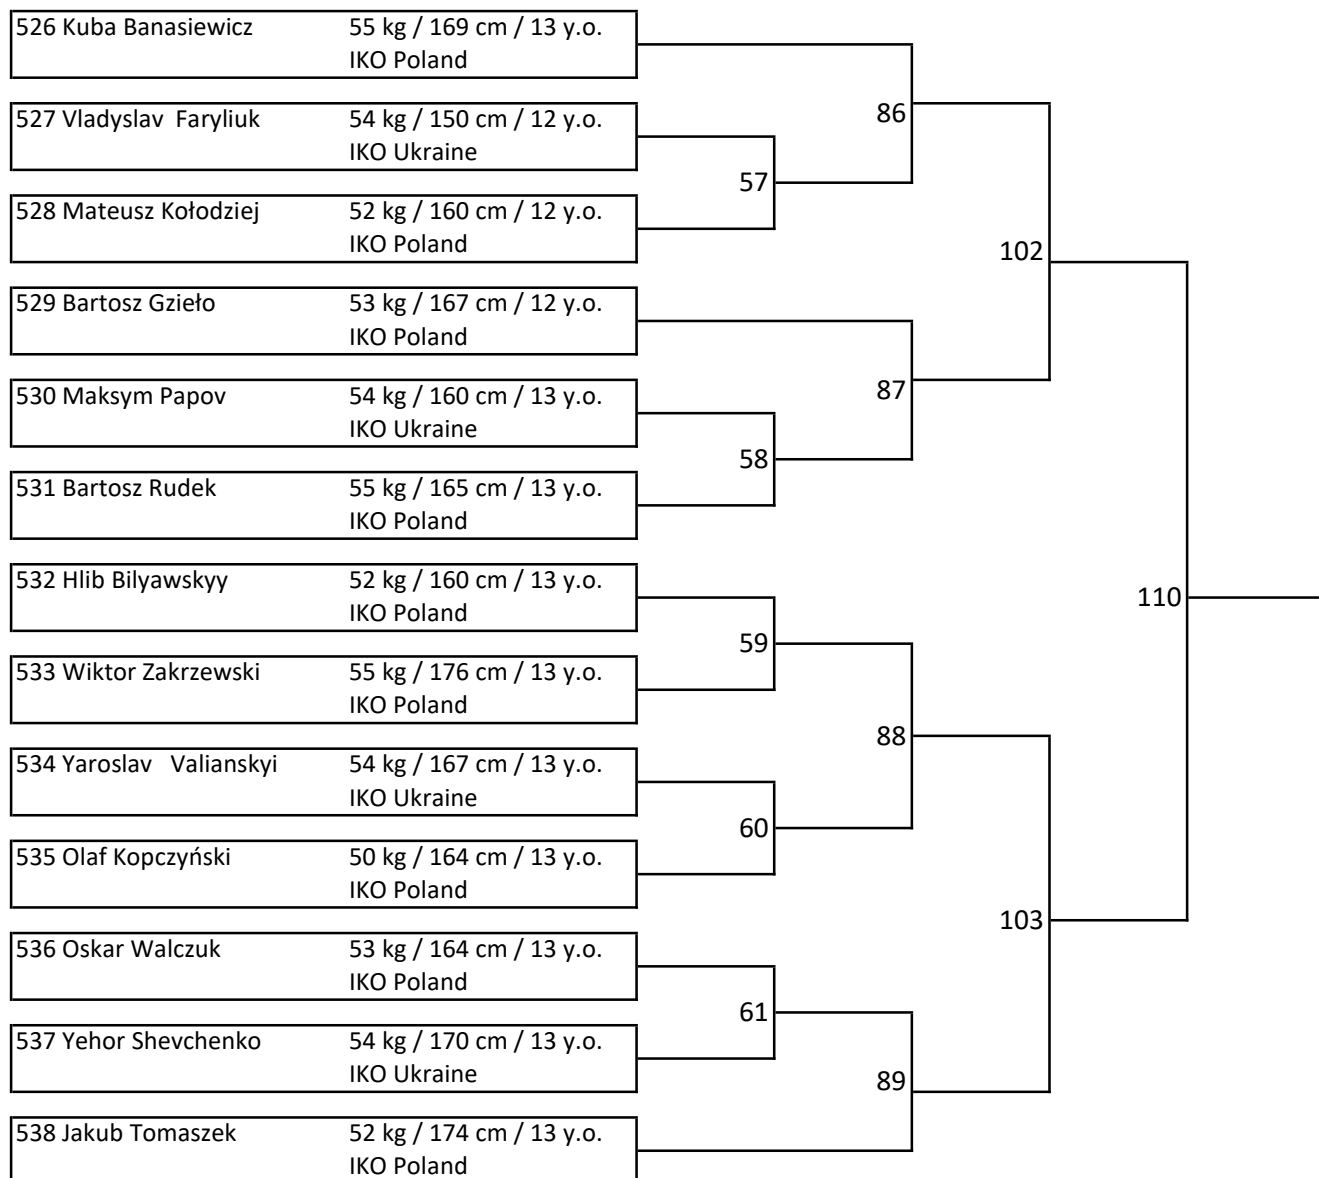 526 Kuba Banasiewicz 55 kg / 169 cm / 13 y.o.
IKO Poland
86
527 Vladyslav  Faryliuk 54 kg / 150 cm / 12 y.o.
IKO Ukraine
57
528 Mateusz Kołodziej 52 kg / 160 cm / 12 y.o.
IKO Poland
102
529 Bartosz Gzieło 53 kg / 167 cm / 12 y.o.
IKO Poland
87
530 Maksym Papov 54 kg / 160 cm / 13 y.o.
IKO Ukraine
58
531 Bartosz Rudek 55 kg / 165 cm / 13 y.o.
IKO Poland
532 Hlib Bilyawskyy 52 kg / 160 cm / 13 y.o.
IKO Poland
110
59
533 Wiktor Zakrzewski 55 kg / 176 cm / 13 y.o.
IKO Poland
88
534 Yaroslav   Valianskyi 54 kg / 167 cm / 13 y.o.
IKO Ukraine
60
535 Olaf Kopczyński 50 kg / 164 cm / 13 y.o.
IKO Poland
103
536 Oskar Walczuk 53 kg / 164 cm / 13 y.o.
IKO Poland
61
537 Yehor Shevchenko 54 kg / 170 cm / 13 y.o.
IKO Ukraine
89
538 Jakub Tomaszek 52 kg / 174 cm / 13 y.o.
IKO Poland